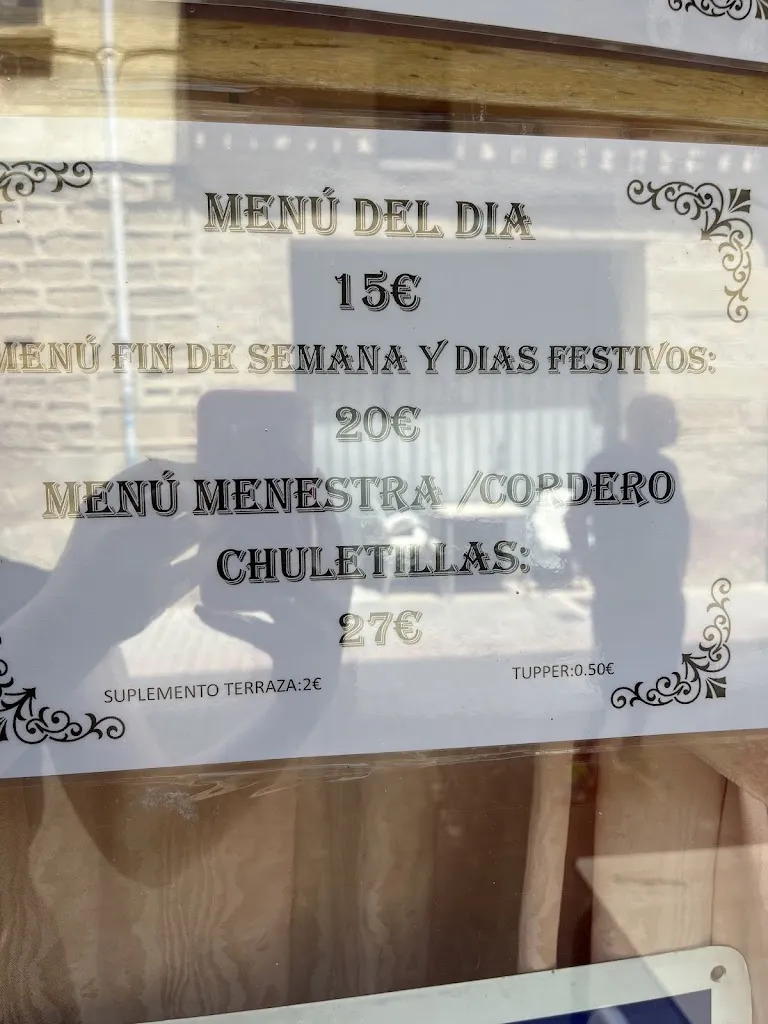 MENÚ DEL DIA
15€
MENÚ FIN DE SEMANA Y DIAS FESTIVOS:
20€
MENÚ MENESTRA /CORDERO
CHULETILLAS:
27€
SUPLEMENTO TERRAZA:2€ TUPPER:0.50€